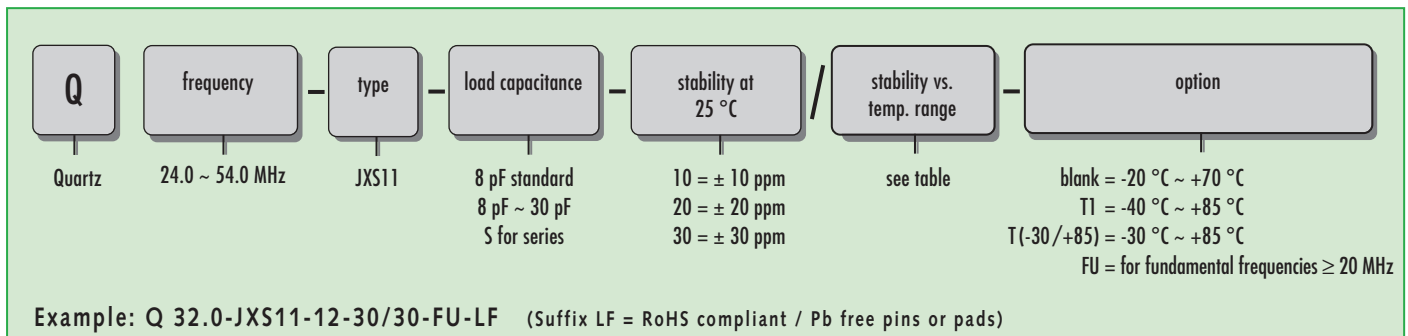 Q
frequency
–
type
–
load capacitance
–
stability at
25 °C
/
stability vs.
temp. range
–
option
Quartz
24.0 ~ 54.0 MHz
JXS11
8 pF standard
8 pF ~ 30 pF
S for series
10 = ± 10 ppm
20 = ± 20 ppm
30 = ± 30 ppm
see table
blank = -20 °C ~ +70 °C
T1 = -40 °C ~ +85 °C
T(-30/+85) = -30 °C ~ +85 °C
FU = for fundamental frequencies ≥ 20 MHz
Example: Q 32.0-JXS11-12-30/30-FU-LF (Suffix LF = RoHS compliant / Pb free pins or pads)